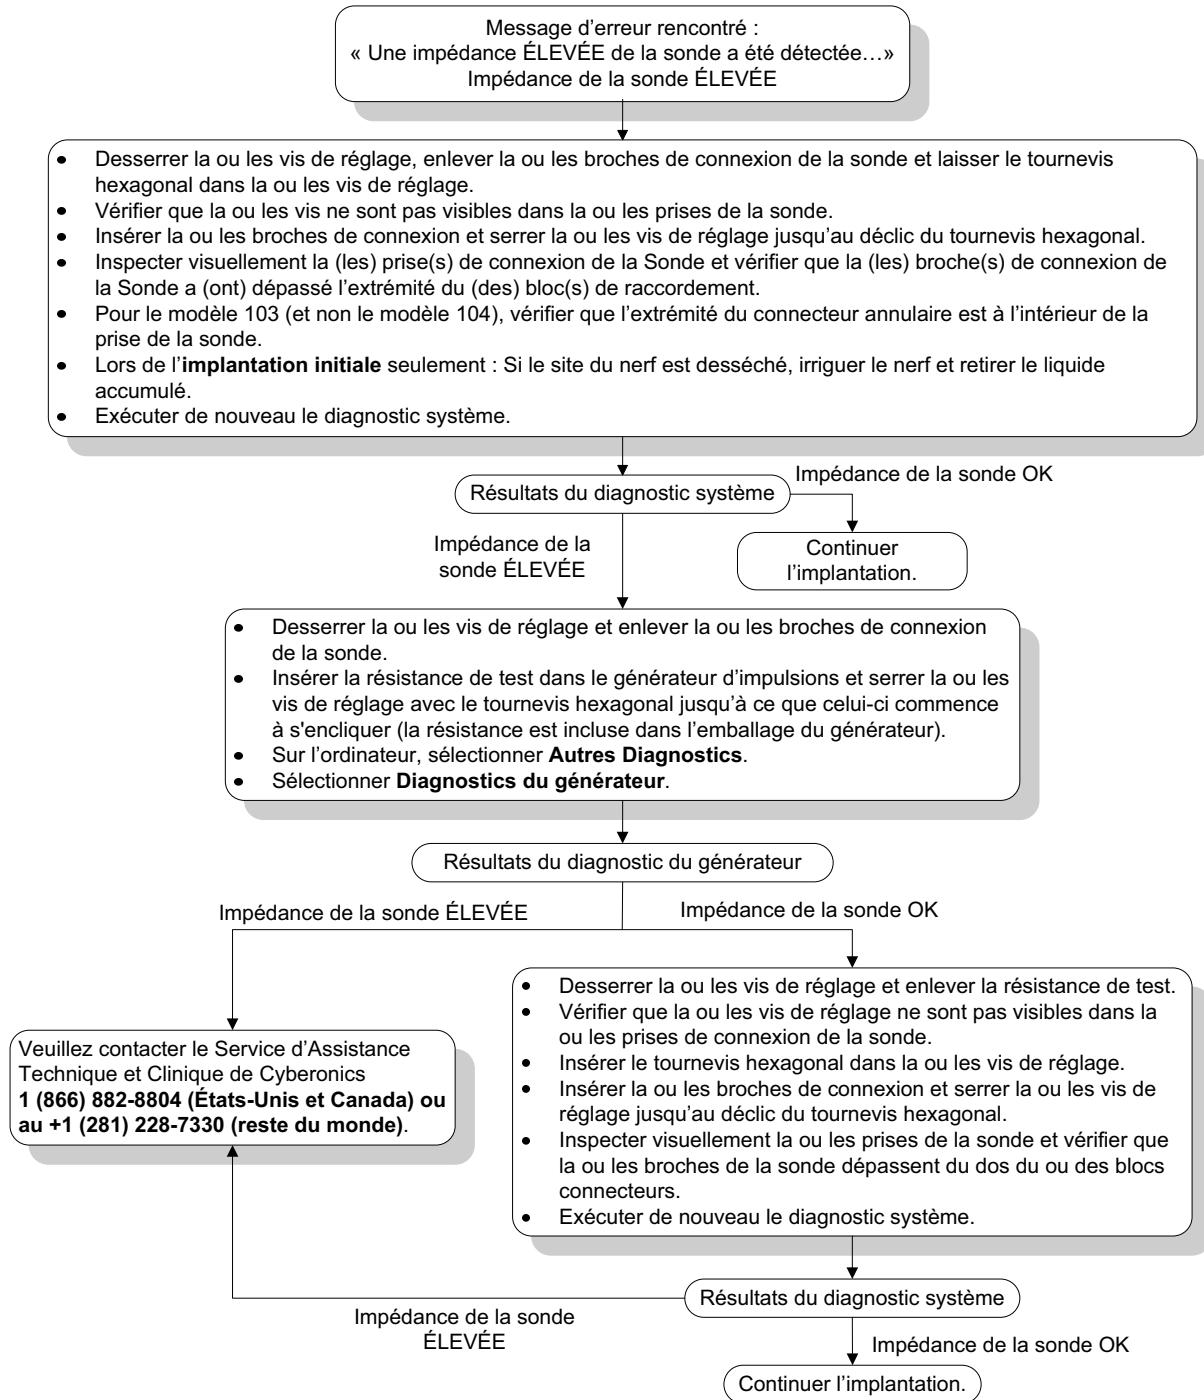 Message d’erreur rencontré :
« Une impédance ÉLEVÉE de la sonde a été détectée…»
Impédance de la sonde ÉLEVÉE
• Desserrer la ou les vis de réglage, enlever la ou les broches de connexion de la sonde et laisser le tournevis
hexagonal dans la ou les vis de réglage.
• Vérifier que la ou les vis ne sont pas visibles dans la ou les prises de la sonde.
• Insérer la ou les broches de connexion et serrer la ou les vis de réglage jusqu’au déclic du tournevis hexagonal.
• Inspecter visuellement la (les) prise(s) de connexion de la Sonde et vérifier que la (les) broche(s) de connexion de
la Sonde a (ont) dépassé l’extrémité du (des) bloc(s) de raccordement.
• Pour le modèle 103 (et non le modèle 104), vérifier que l’extrémité du connecteur annulaire est à l’intérieur de la
prise de la sonde.
• Lors de l’implantation initiale seulement : Si le site du nerf est desséché, irriguer le nerf et retirer le liquide
accumulé.
• Exécuter de nouveau le diagnostic système.
Résultats du diagnostic système
Impédance de la sonde OK
Continuer
l’implantation.
Impédance de la
sonde ÉLEVÉE
• Desserrer la ou les vis de réglage et enlever la ou les broches de connexion
de la sonde.
• Insérer la résistance de test dans le générateur d’impulsions et serrer la ou les
vis de réglage avec le tournevis hexagonal jusqu’à ce que celui-ci commence
à s'encliquer (la résistance est incluse dans l’emballage du générateur).
• Sur l’ordinateur, sélectionner Autres Diagnostics.
• Sélectionner Diagnostics du générateur.
Résultats du diagnostic du générateur
Impédance de la sonde ÉLEVÉE
Impédance de la sonde OK
• Desserrer la ou les vis de réglage et enlever la résistance de test.
• Vérifier que la ou les vis de réglage ne sont pas visibles dans la
ou les prises de connexion de la sonde.
• Insérer le tournevis hexagonal dans la ou les vis de réglage.
• Insérer la ou les broches de connexion et serrer la ou les vis de
réglage jusqu’au déclic du tournevis hexagonal.
• Inspecter visuellement la ou les prises de la sonde et vérifier que
la ou les broches de la sonde dépassent du dos du ou des blocs
connecteurs.
• Exécuter de nouveau le diagnostic système.
Veuillez contacter le Service d’Assistance
Technique et Clinique de Cyberonics
1 (866) 882-8804 (États-Unis et Canada) ou
au +1 (281) 228-7330 (reste du monde).
Résultats du diagnostic système
Impédance de la sonde
ÉLEVÉE
Impédance de la sonde OK
Continuer l’implantation.